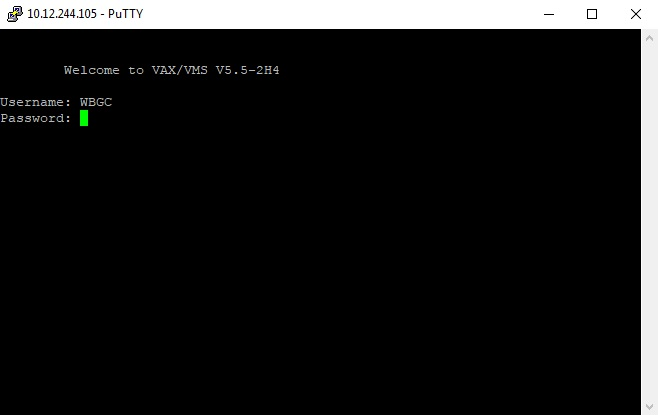 10.12.244.105 - PuTTY
Welcome to VAX/VMS V5.5-2H4
Username: WBGC
Password: